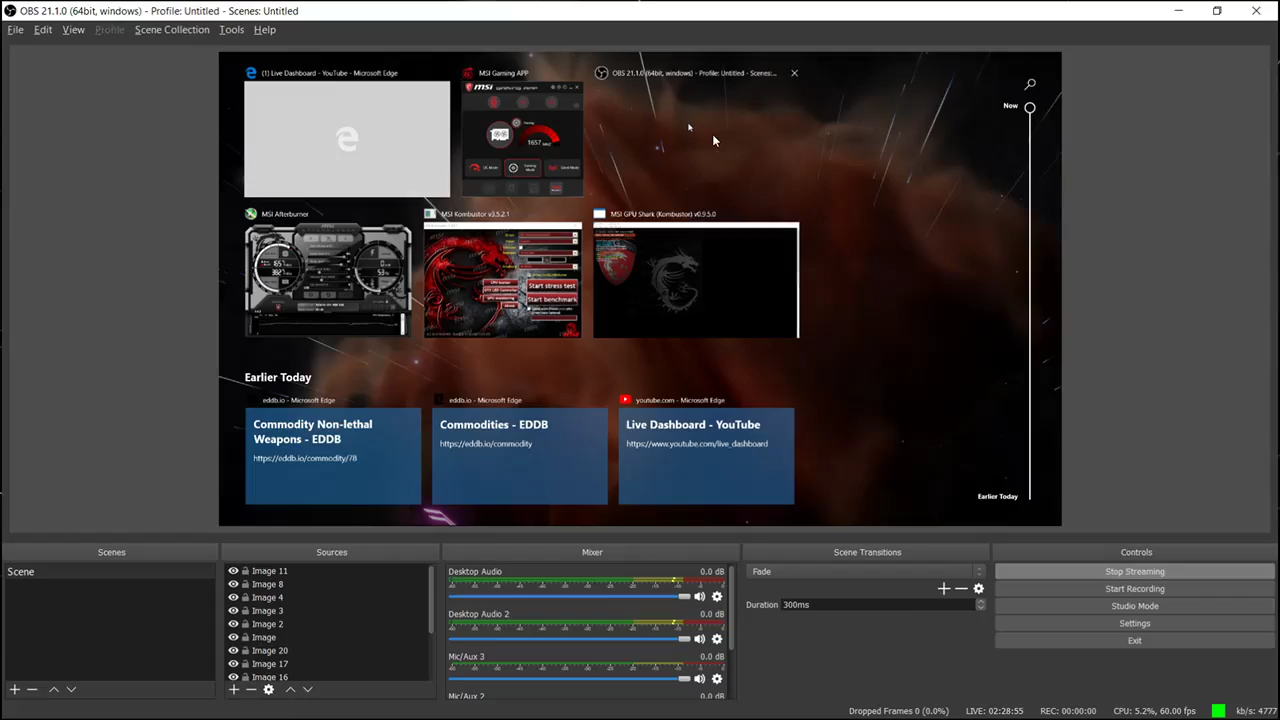 OBS 21.1.0 (64bit, windows) - Profile: Untitled - Scenes: Untitled
File Edit View Profile Scene Collection Tools Help
(1) Live Dashboard - YouTube - Microsoft Edge
MSI Gaming APP
OBS 21.1.0 (64bit, windows) - Profile: Untitled - Scenes:...
Now
1657
MSI Afterburner
MSI Kombustor v3.5.2.1
MSI GPU Shark (Kombustor) v0.9.5.0
Start stress test
Start benchmark
Earlier Today
eddb.io - Microsoft Edge
eddb.io - Microsoft Edge
youtube.com - Microsoft Edge
Commodity Non-lethal
Weapons - EDDB
https://eddb.io/commodity/78
Commodities - EDDB
https://eddb.io/commodity
Live Dashboard - YouTube
https://www.youtube.com/live_dashboard
Earlier Today
Scenes
Sources
Mixer
Scene Transitions
Controls
Scene
Image 11
Image 8
Image 4
Image 3
Image 2
Image
Image 20
Image 17
Image 16
Desktop Audio 0.0 dB
Desktop Audio 2 0.0 dB
Mic/Aux 3 0.0 dB
Mic/Aux 2 0.0 dB
Fade
Duration 300ms
Stop Streaming
Start Recording
Studio Mode
Settings
Exit
Dropped Frames 0 (0.0%) LIVE: 02:28:55 REC: 00:00:00 CPU: 5.2%, 60.00 fps kb/s: 4777